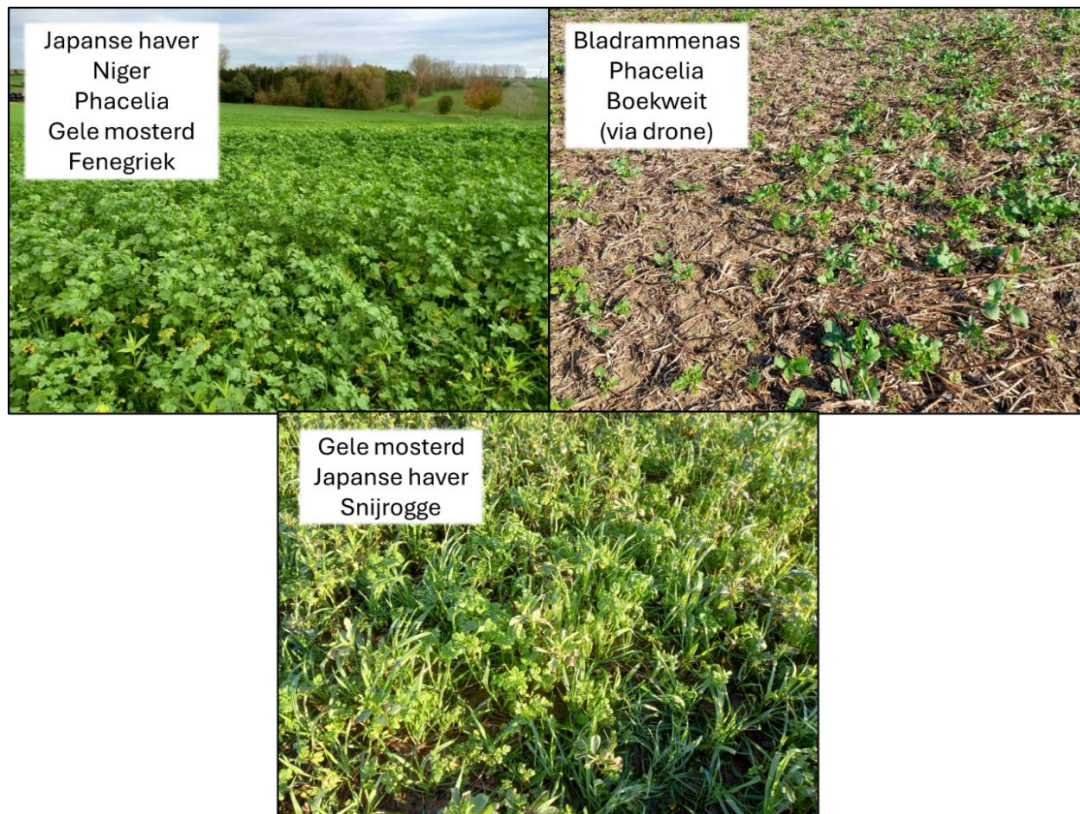 Japanse haver
Niger
Phacelia
Gele mosterd
Fenegriek
Bladrammenas
Phacelia
Boekweit
(via drone)
Gele mosterd
Japanse haver
Snijrogge